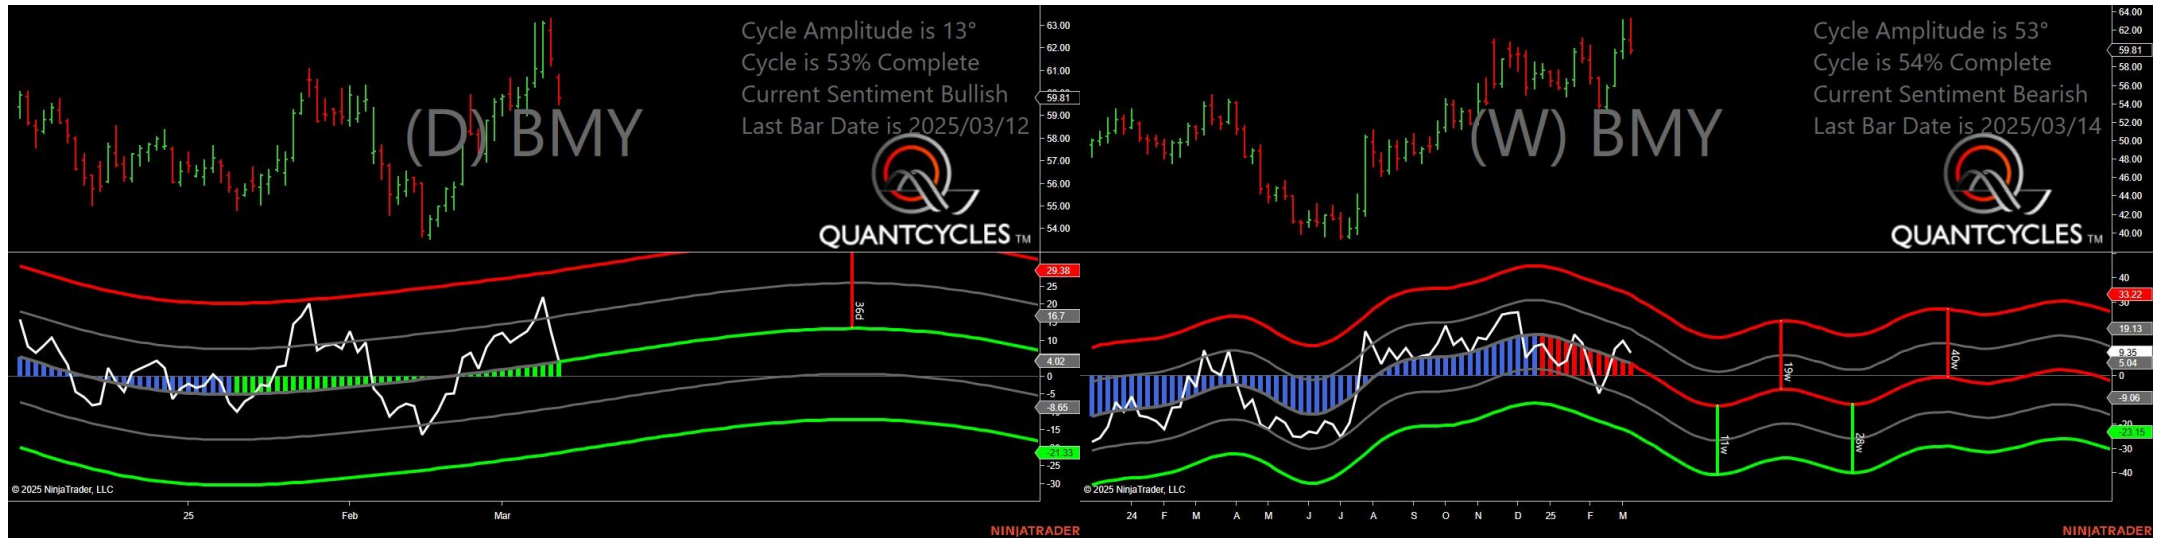 Cycle Amplitude is 13°
Cycle is 53% Complete
Current Sentiment Bullish
Last Bar Date is 2025/03/12
(D) BMY
QUANTCYCLES TM
63.00
62.00
61.00
59.81
59.00
58.00
57.00
56.00
55.00
54.00
29.38
25
20
16.7
10
4.02
0
-5
-8.65
-15
-21.33
-25
-30
36d
© 2025 NinjaTrader, LLC
25 Feb Mar
NINJATRADER
Cycle Amplitude is 53°
Cycle is 54% Complete
Current Sentiment Bearish
Last Bar Date is 2025/03/14
(W) BMY
QUANTCYCLES TM
64.00
62.00
59.81
58.00
56.00
54.00
52.00
50.00
48.00
46.00
44.00
42.00
40.00
40
33.22
30
19.13
9.35
5.04
0
-9.06
-20
-23.15
-30
-40
11w
19w
28w
40w
© 2025 NinjaTrader, LLC
24 F M A M J J A S O N D 25 F M
NINJATRADER